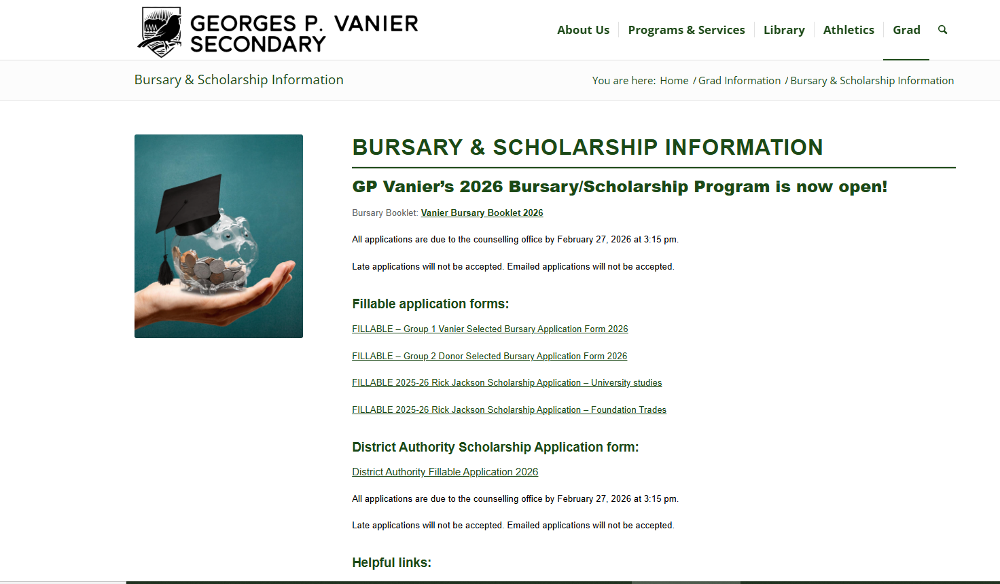 GEORGES P. VANIER
SECONDARY
About Us
Programs & Services
Library
Athletics
Grad
Bursary & Scholarship Information
You are here: Home / Grad Information / Bursary & Scholarship Information
BURSARY & SCHOLARSHIP INFORMATION
GP Vanier’s 2026 Bursary/Scholarship Program is now open!
Bursary Booklet: Vanier Bursary Booklet 2026
All applications are due to the counselling office by February 27, 2026 at 3:15 pm.
Late applications will not be accepted. Emailed applications will not be accepted.
Fillable application forms:
FILLABLE – Group 1 Vanier Selected Bursary Application Form 2026
FILLABLE – Group 2 Donor Selected Bursary Application Form 2026
FILLABLE 2025-26 Rick Jackson Scholarship Application – University studies
FILLABLE 2025-26 Rick Jackson Scholarship Application – Foundation Trades
District Authority Scholarship Application form:
District Authority Fillable Application 2026
All applications are due to the counselling office by February 27, 2026 at 3:15 pm.
Late applications will not be accepted. Emailed applications will not be accepted.
Helpful links: